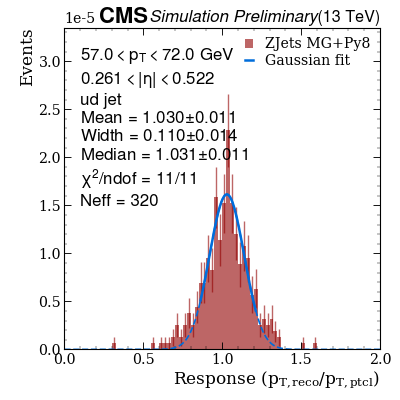 1e-5 CMS Simulation Preliminary (13 TeV)
Events
57.0 < pT < 72.0 GeV
0.261 < |η| < 0.522
ud jet
Mean = 1.030±0.011
Width = 0.110±0.014
Median = 1.031±0.011
χ²/ndof = 11/11
Neff = 320
ZJets MG+Py8
Gaussian fit
3.0
2.5
2.0
1.5
1.0
0.5
0.0
0.0 0.5 1.0 1.5 2.0
Response (pT,reco/pT,ptcl)